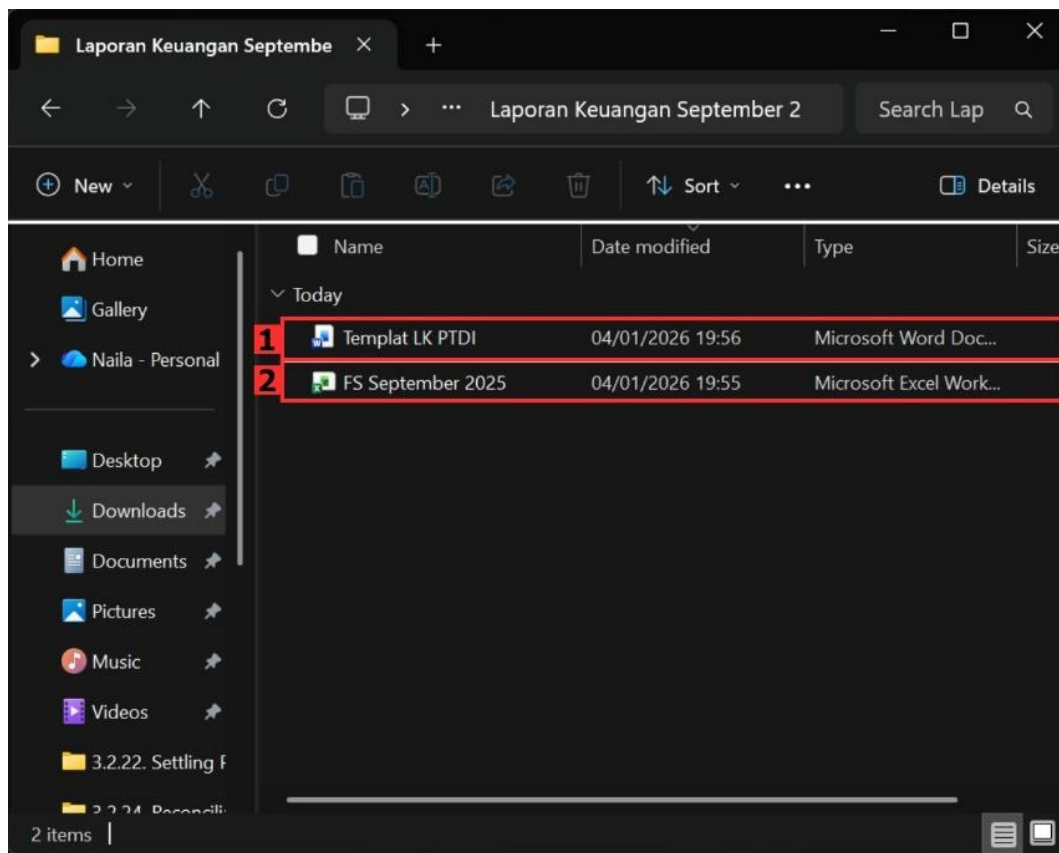 Laporan Keuangan Septembe
Laporan Keuangan September 2
Search Lap
New
Sort
Details
Name Date modified Type Size
Home
Gallery
Naila - Personal
Desktop
Downloads
Documents
Pictures
Music
Videos
3.2.22. Settling
Today
1 Templat LK PTDI 04/01/2026 19:56 Microsoft Word Doc...
2 FS September 2025 04/01/2026 19:55 Microsoft Excel Work...
2 items